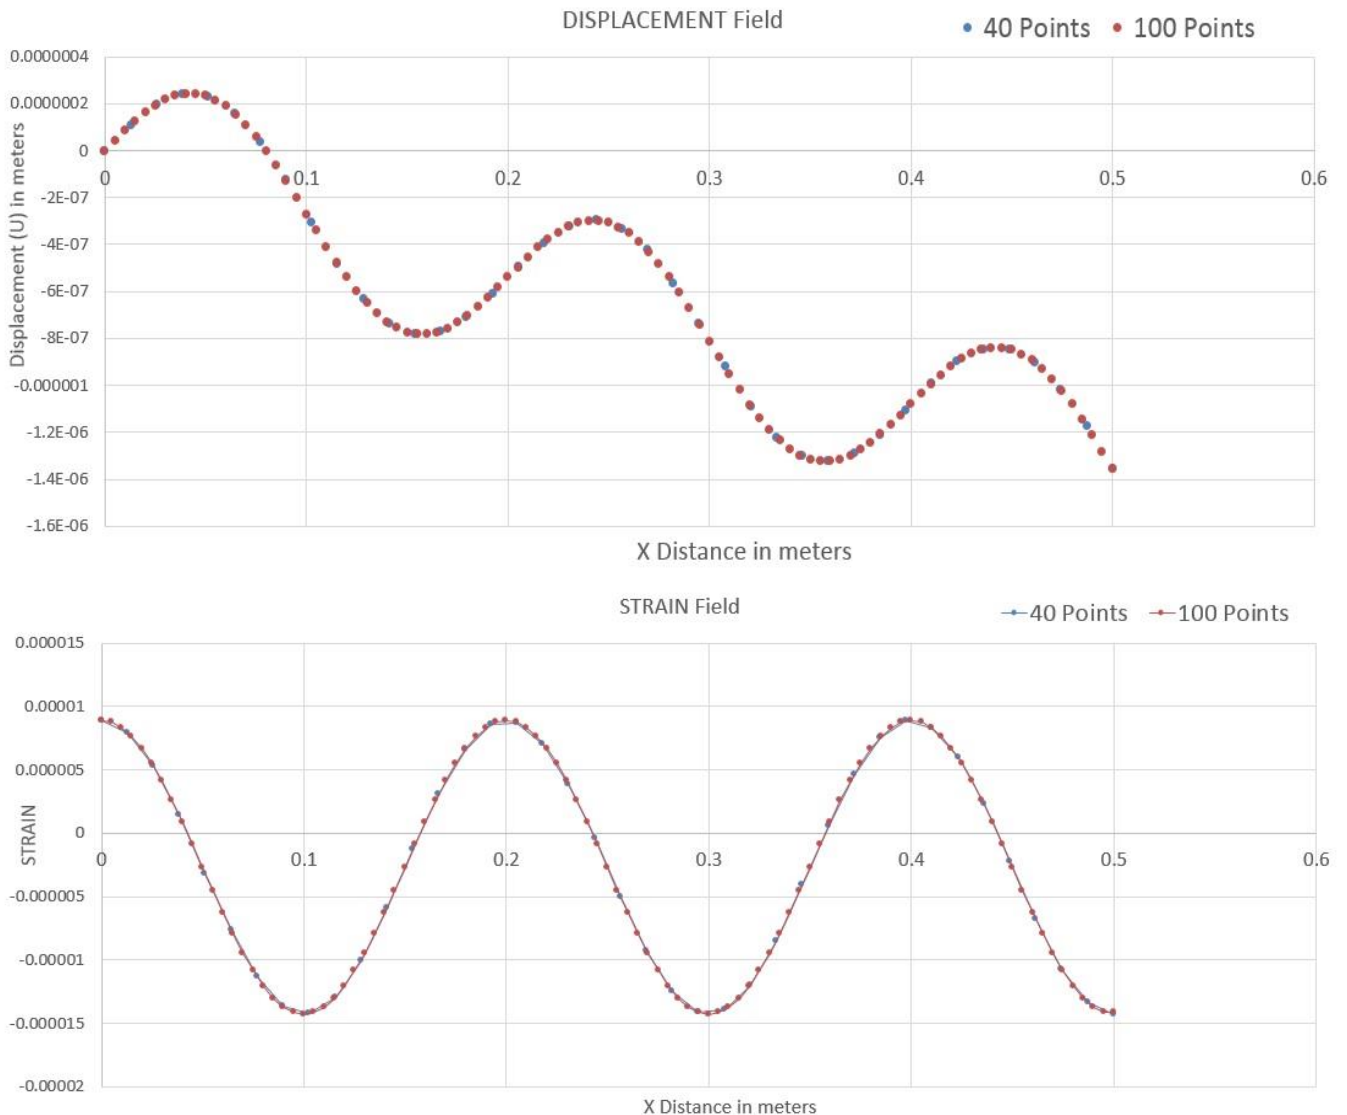 DISPLACEMENT Field
40 Points 100 Points
0.0000004
0.0000002
0
-2E-07
-4E-07
-6E-07
-8E-07
-0.000001
-1.2E-06
-1.4E-06
-1.6E-06
Displacement (U) in meters
0 0.1 0.2 0.3 0.4 0.5 0.6
X Distance in meters
STRAIN Field
40 Points 100 Points
0.000015
0.00001
0.000005
0
-0.000005
-0.00001
-0.000015
-0.00002
STRAIN
0 0.1 0.2 0.3 0.4 0.5 0.6
X Distance in meters